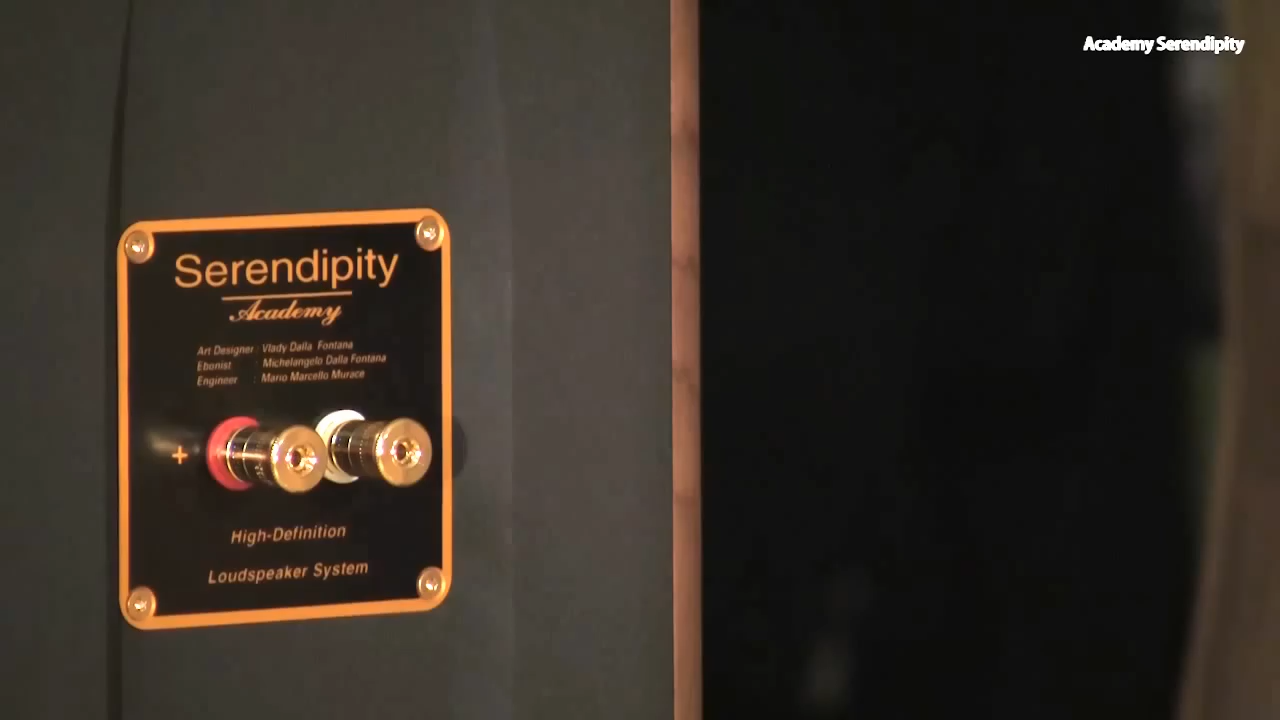 Academy Serendipity
Serendipity
Academy
Art Designer : Vlady Dalla Fontana
Ebonist : Michelangelo Dalla Fontana
Engineer : Mario Marcello Murace
+
High-Definition
Loudspeaker System